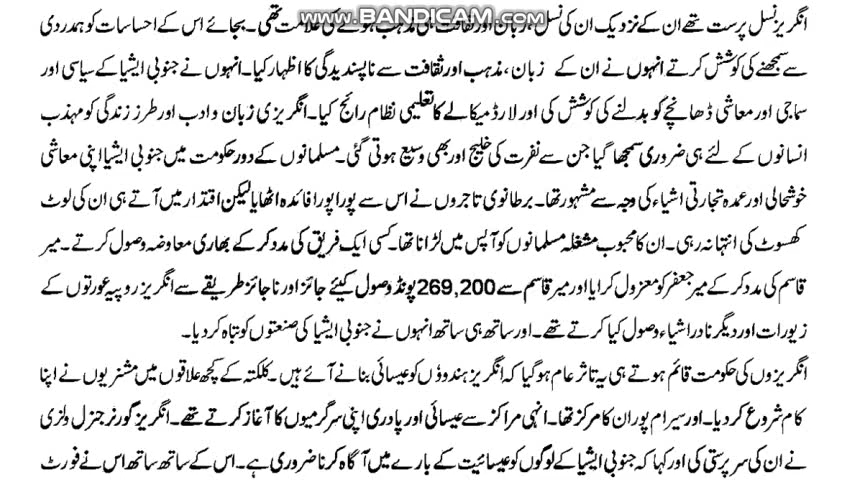 www.BANDICAM.com
انگریز نسل پرست تھے ان کے نزدیک ان کی نسل، زبان اور ثقافت ہی مذہب ہونے کی علامت تھی۔ بجائے اس کے احساسات کو ہمدردی
سے سمجھنے کی کوشش کرتے انہوں نے ان کے زبان، مذہب اور ثقافت سے ناپسندیدگی کا اظہار کیا۔ انہوں نے جنوبی ایشیا کے سیاسی اور
سماجی اور معاشی ڈھانچے کو بدلنے کی کوشش کی اور لارڈ میکالے کا تعلیمی نظام رائج کیا۔ انگریزی زبان و ادب اور طرز زندگی کو مہذب
انسانوں کے لئے ہی ضروری سمجھا گیا جن سے نفرت کی خلیج اور بھی وسیع ہوتی گئی۔ مسلمانوں کے دور حکومت میں جنوبی ایشیا اپنی معاشی
خوشحالی اور عمدہ تجارتی اشیاء کی وجہ سے مشہور تھا۔ برطانوی تاجروں نے اس سے پورا پورا فائدہ اٹھایا لیکن اقتدار میں آتے ہی ان کی لوٹ
کھسوٹ کی انتہا نہ رہی۔ ان کا محبوب مشغلہ مسلمانوں کو آپس میں لڑانا تھا۔ کسی ایک فریق کی مدد کر کے بھاری معاوضہ وصول کرتے۔ میر
قاسم کی مدد کر کے میر جعفر کو معزول کرایا اور میر قاسم سے 269,200 پونڈ وصول کیئے جائز اور ناجائز طریقے سے انگریز روپیہ عورتوں کے
زیورات اور دیگر نادر اشیاء وصول کیا کرتے تھے۔ اور ساتھ ہی ساتھ انہوں نے جنوبی ایشیا کی صنعتوں کو تباہ کر دیا۔
انگریزوں کی حکومت قائم ہوتے ہی یہ تاثر عام ہو گیا کہ انگریز ہندوؤں کو عیسائی بنانے آئے ہیں۔ کلکتہ کے کچھ علاقوں میں مشنریوں نے اپنا
کام شروع کر دیا۔ اور سیرام پور ان کا مرکز تھا۔ انہی مراکز سے عیسائی اور پادری اپنی سرگرمیوں کا آغاز کرتے تھے۔ انگریز گورنر جنرل ولزی
نے ان کی سرپرستی کی اور کہا کہ جنوبی ایشیا کے لوگوں کو عیسائیت کے بارے میں آگاہ کرنا ضروری ہے۔ اس کے ساتھ ساتھ اس نے فورٹ